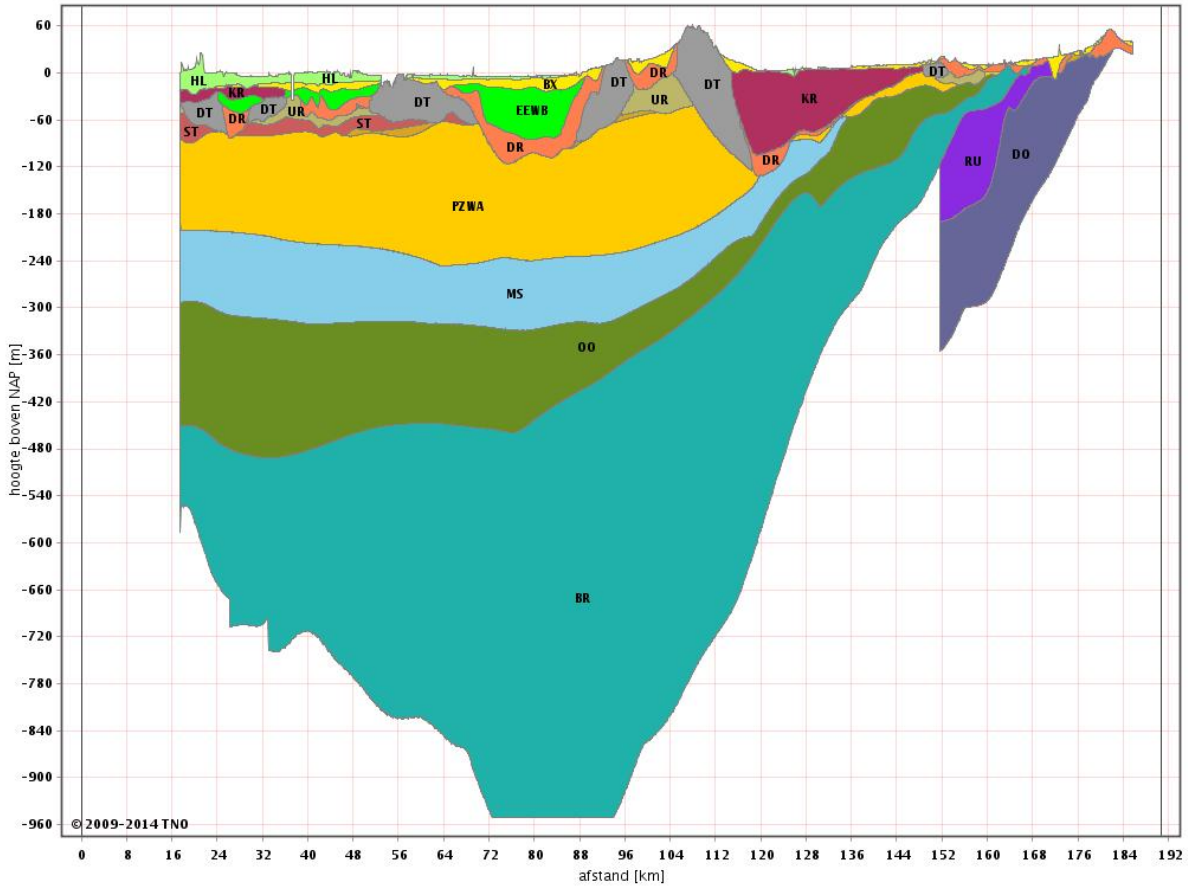 60
0
-60
-120
-180
-240
-300
-360
-420
-480
-540
-600
-660
-720
-780
-840
-900
-960
hoogte boven NAP [m]
HL
HL
KR
DT
DR
DT
UR
ST
ST
DT
BX
EEWB
DR
DT
DR
UR
DT
KR
DR
DT
RU
DO
PZWA
MS
OO
BR
© 2009-2014 TNO
0 8 16 24 32 40 48 56 64 72 80 88 96 104 112 120 128 136 144 152 160 168 176 184 192
afstand [km]